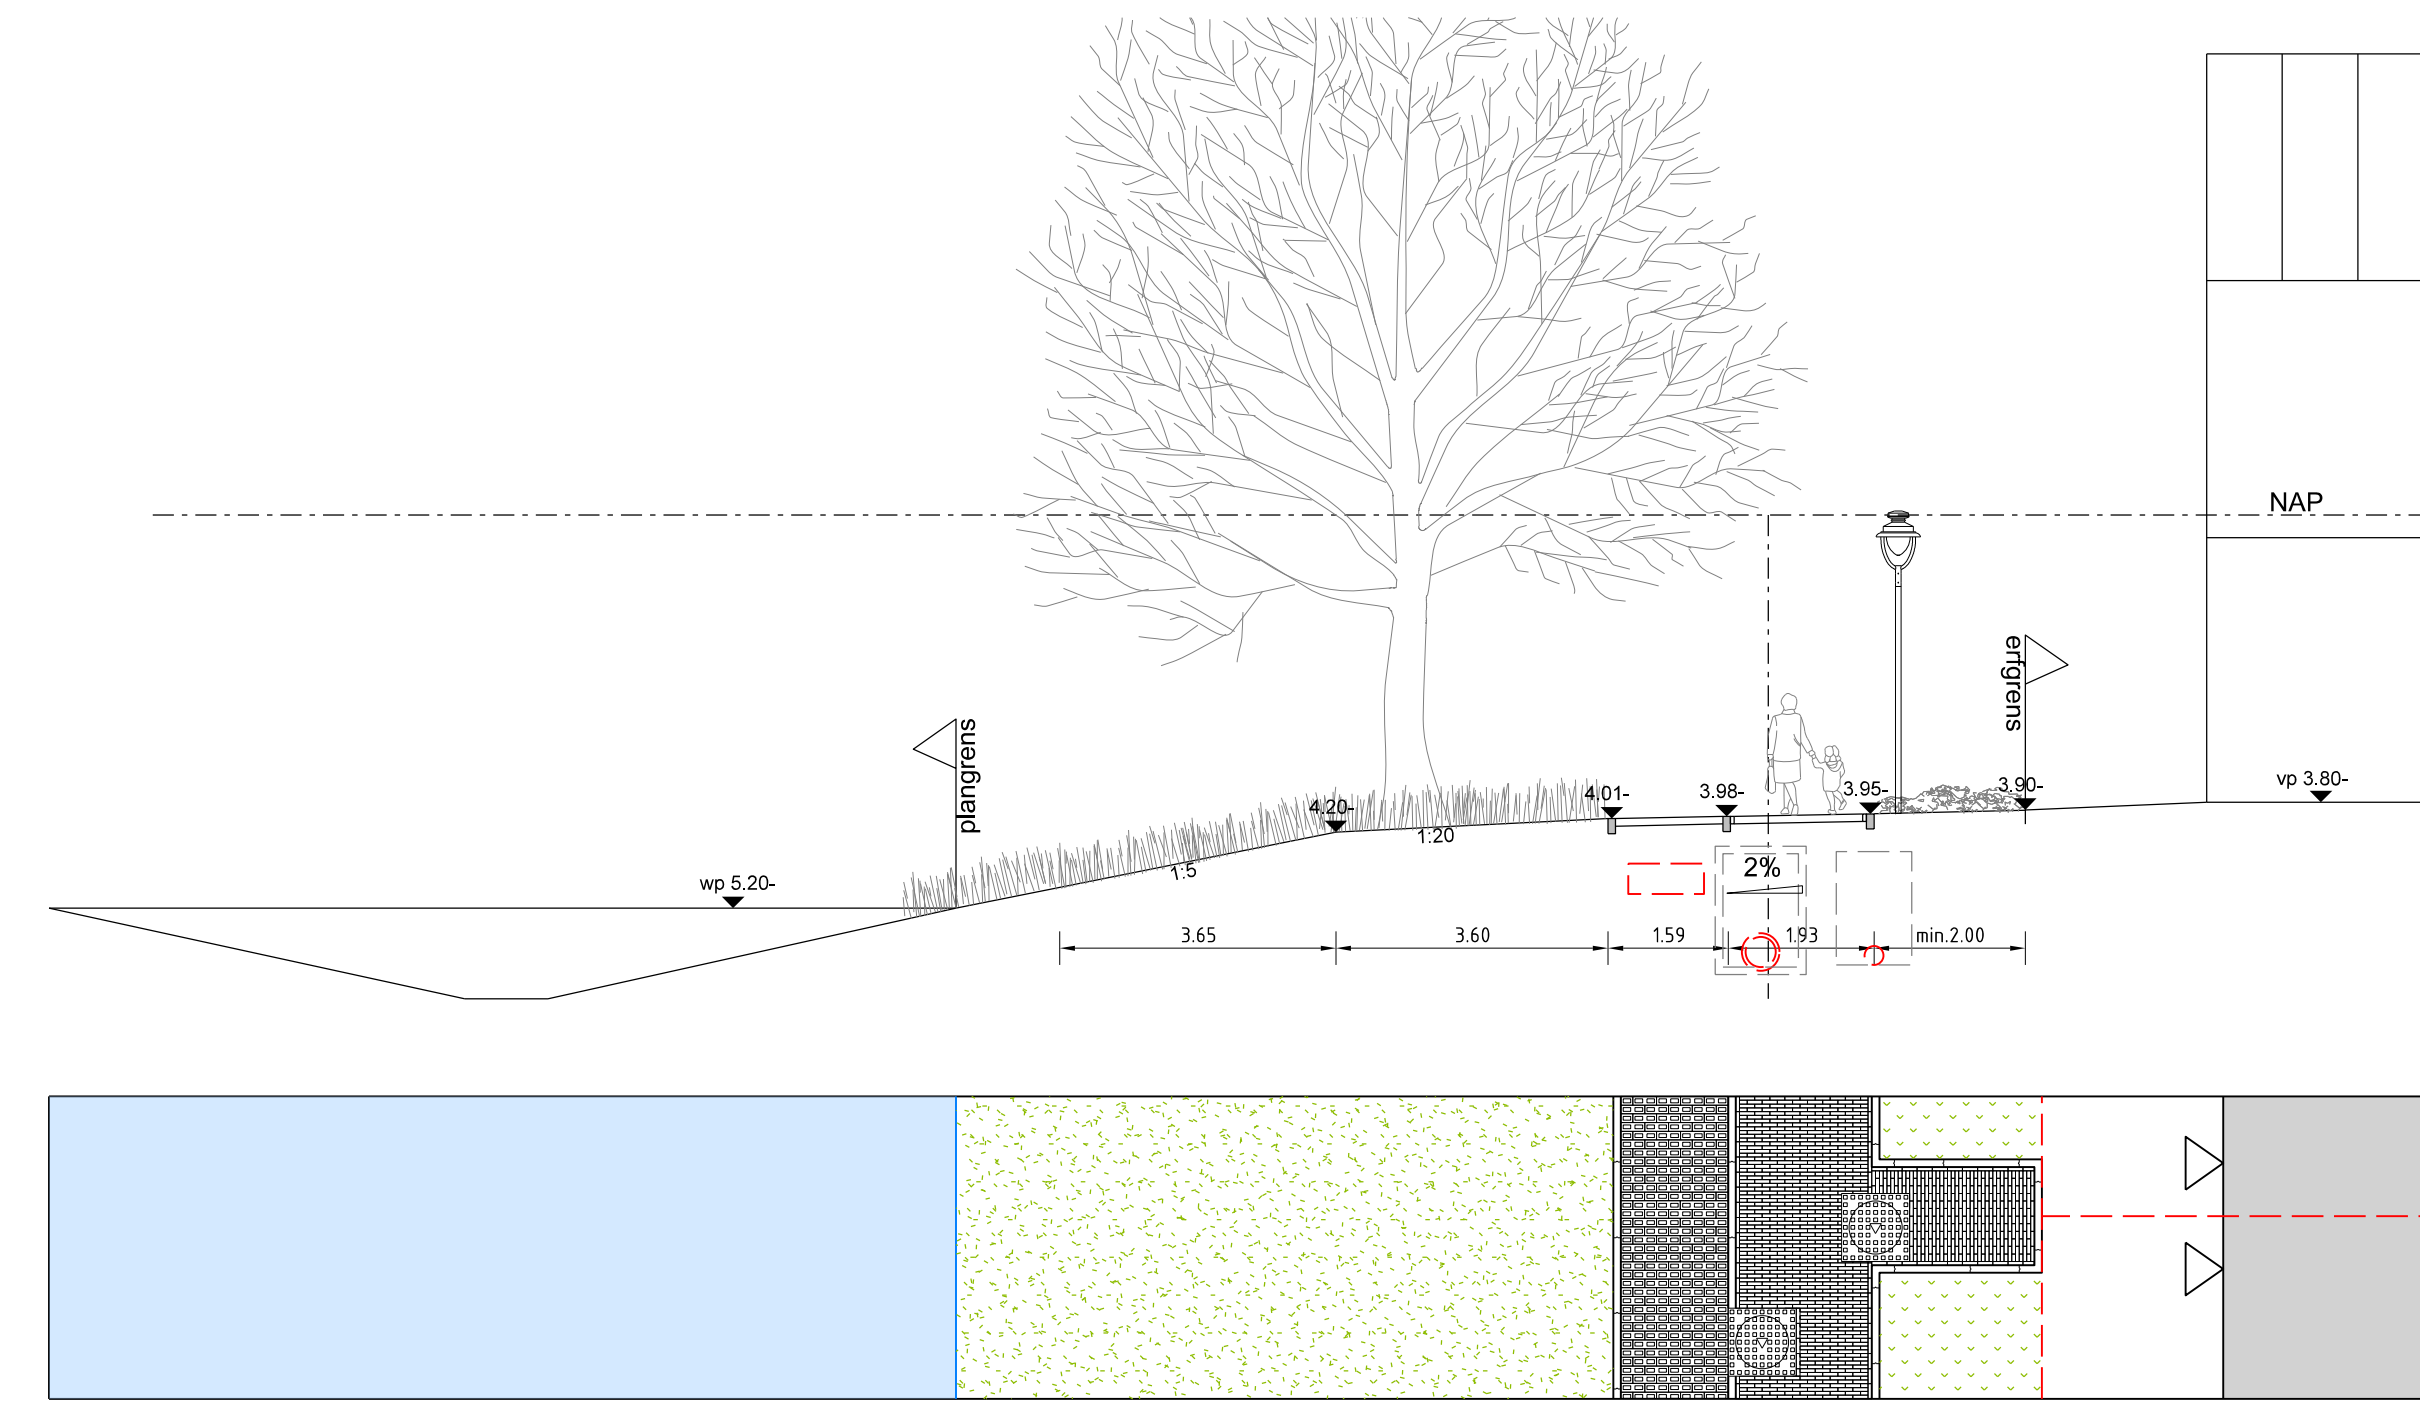 NAP
erfgrens
plangrens
vp 3.80-
3.90-
3.95-
3.98-
4.01-
4.20-
1:20
1:5
2%
wp 5.20-
3.65
3.60
1.59
1.93
min.2.00